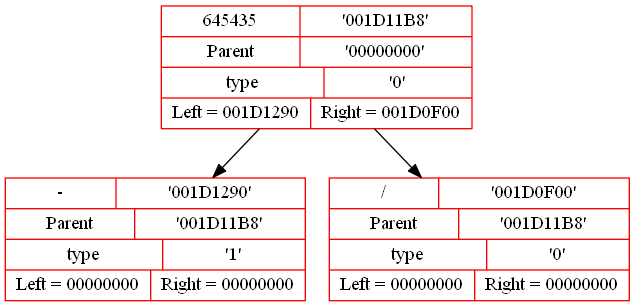 645435 '001D11B8'
Parent '00000000'
type '0'
Left = 001D1290 Right = 001D0F00
- '001D1290'
Parent '001D11B8'
type '1'
Left = 00000000 Right = 00000000
/ '001D0F00'
Parent '001D11B8'
type '0'
Left = 00000000 Right = 00000000